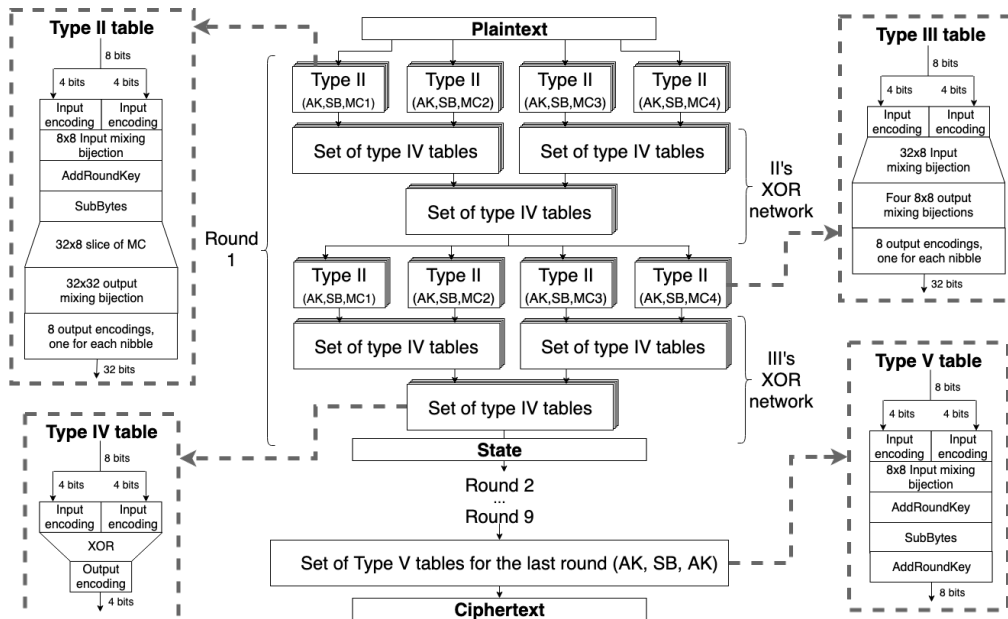 Type II table
8 bits
4 bits
4 bits
Input encoding
Input encoding
8x8 Input mixing
bijection
AddRoundKey
SubBytes
32x8 slice of MC
32x32 output
mixing bijection
8 output encodings,
one for each nibble
32 bits
Type IV table
8 bits
4 bits
4 bits
Input
encoding
Input
encoding
XOR
Output
encoding
4 bits
Plaintext
Type II
(AK,SB,MC1)
Type II
(AK,SB,MC2)
Type II
(AK,SB,MC3)
Type II
(AK,SB,MC4)
Set of type IV tables
Set of type IV tables
Set of type IV tables
II's
XOR
network
Round
1
Type II
(AK,SB,MC1)
Type II
(AK,SB,MC2)
Type II
(AK,SB,MC3)
Type II
(AK,SB,MC4)
Set of type IV tables
Set of type IV tables
Set of type IV tables
III's
XOR
network
State
Round 2
...
Round 9
Set of Type V tables for the last round (AK, SB, AK)
Ciphertext
Type III table
8 bits
4 bits
4 bits
Input
encoding
Input
encoding
32x8 Input
mixing bijection
Four 8x8 output
mixing bijections
8 output encodings,
one for each nibble
32 bits
Type V table
8 bits
4 bits
4 bits
Input
encoding
Input
encoding
8x8 Input mixing
bijection
AddRoundKey
SubBytes
AddRoundKey
8 bits